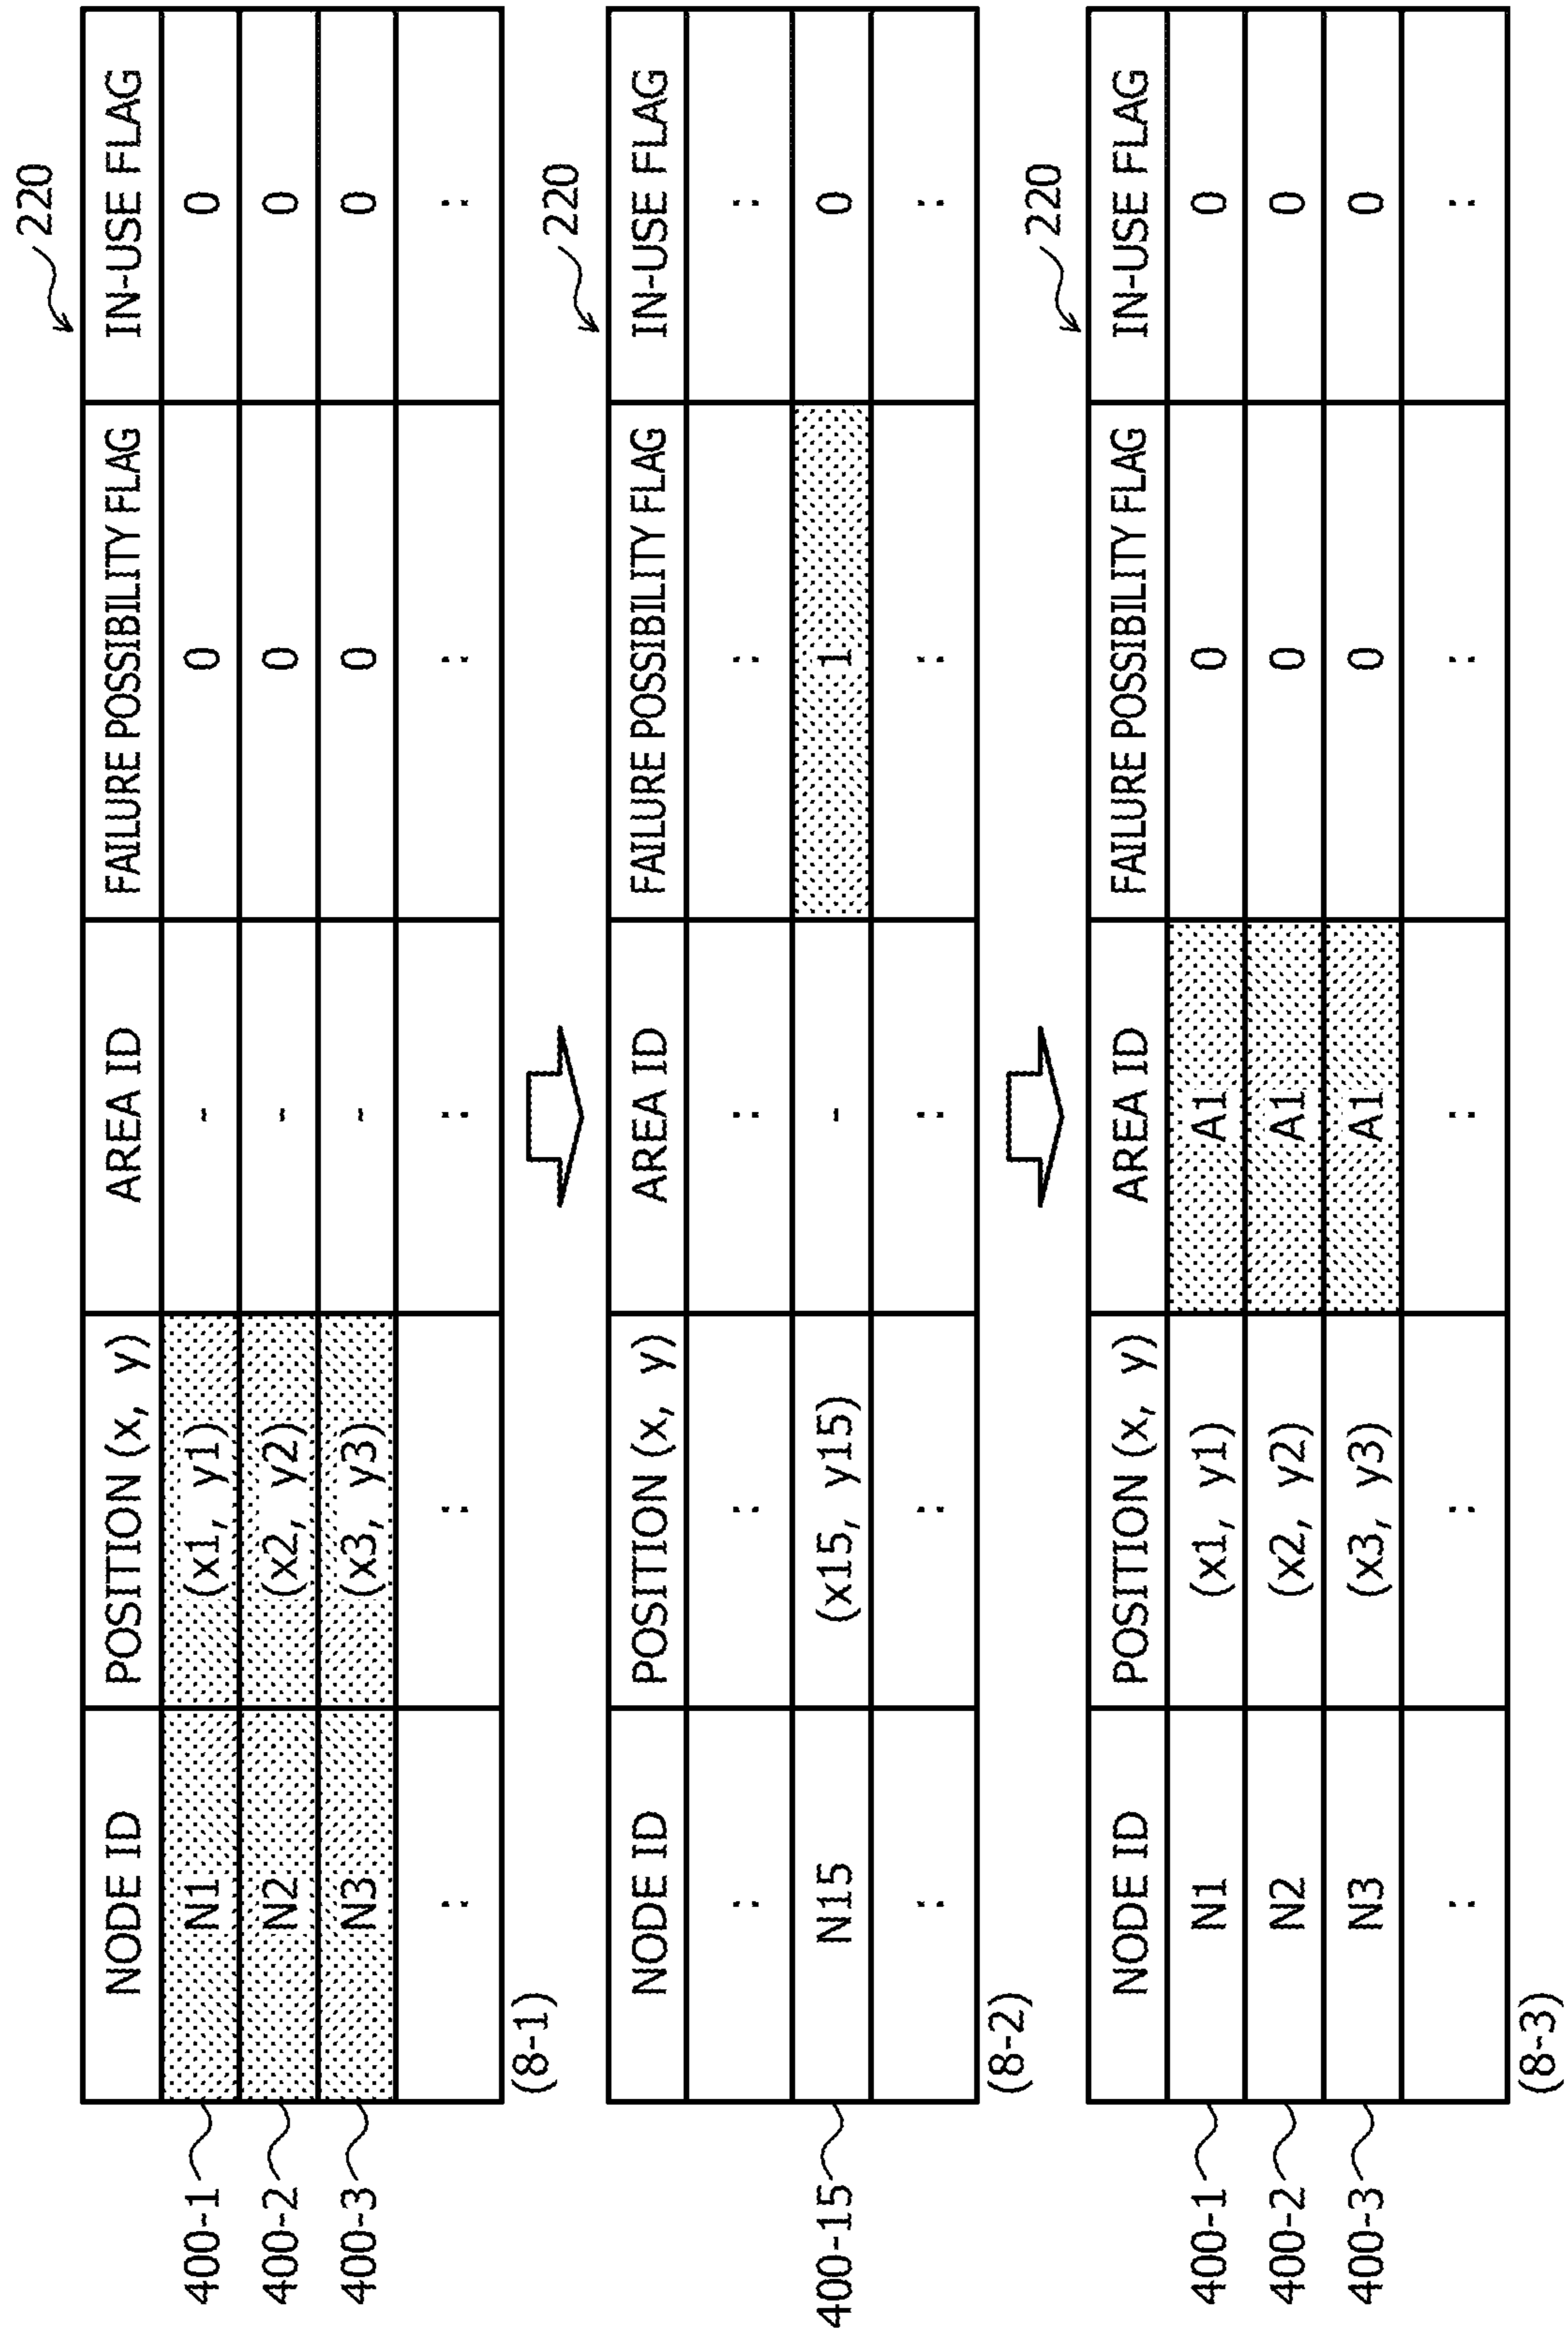 220
NODE ID POSITION (x, y) AREA ID FAILURE POSSIBILITY FLAG IN-USE FLAG
400-1 N1 (x1, y1) - 0 0
400-2 N2 (x2, y2) - 0 0
400-3 N3 (x3, y3) - 0 0
: : : : :
(8-1)
220
NODE ID POSITION (x, y) AREA ID FAILURE POSSIBILITY FLAG IN-USE FLAG
: : : : :
400-15 N15 (x15, y15) - 1 0
: : : : :
(8-2)
220
NODE ID POSITION (x, y) AREA ID FAILURE POSSIBILITY FLAG IN-USE FLAG
400-1 N1 (x1, y1) A1 0 0
400-2 N2 (x2, y2) A1 0 0
400-3 N3 (x3, y3) A1 0 0
: : : : :
(8-3)